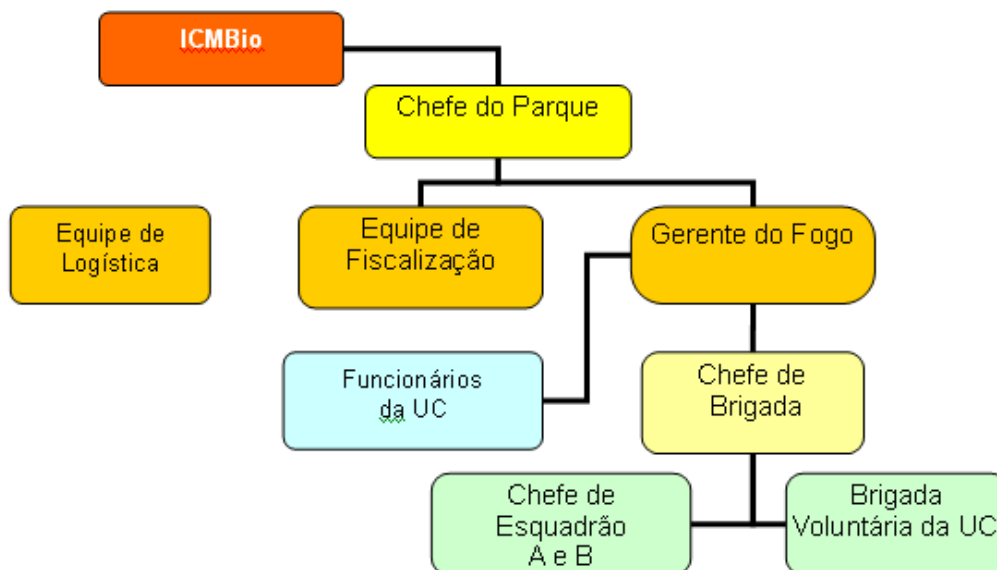 ICMBio
Chefe do Parque
Equipe de
Logística
Equipe de
Fiscalização
Gerente do Fogo
Funcionários
da UC
Chefe de
Brigada
Chefe de
Esquadrão
A e B
Brigada
Voluntária da UC